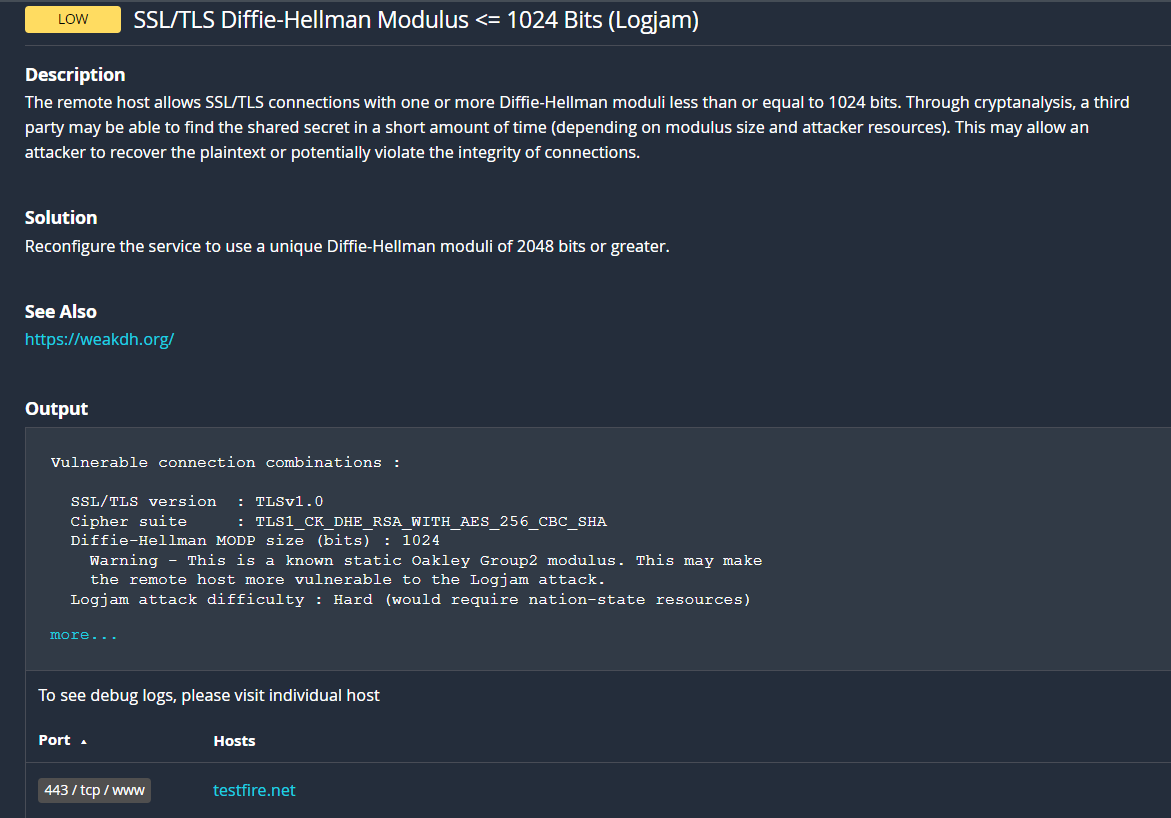 LOW SSL/TLS Diffie-Hellman Modulus <= 1024 Bits (Logjam)
Description
The remote host allows SSL/TLS connections with one or more Diffie-Hellman moduli less than or equal to 1024 bits. Through cryptanalysis, a third
party may be able to find the shared secret in a short amount of time (depending on modulus size and attacker resources). This may allow an
attacker to recover the plaintext or potentially violate the integrity of connections.
Solution
Reconfigure the service to use a unique Diffie-Hellman moduli of 2048 bits or greater.
See Also
https://weakdh.org/
Output
Vulnerable connection combinations :
SSL/TLS version  : TLSv1.0
Cipher suite     : TLS1_CK_DHE_RSA_WITH_AES_256_CBC_SHA
Diffie-Hellman MODP size (bits) : 1024
Warning - This is a known static Oakley Group2 modulus. This may make
the remote host more vulnerable to the Logjam attack.
Logjam attack difficulty : Hard (would require nation-state resources)
more...
To see debug logs, please visit individual host
Port ▲ Hosts
443 / tcp / www testfire.net